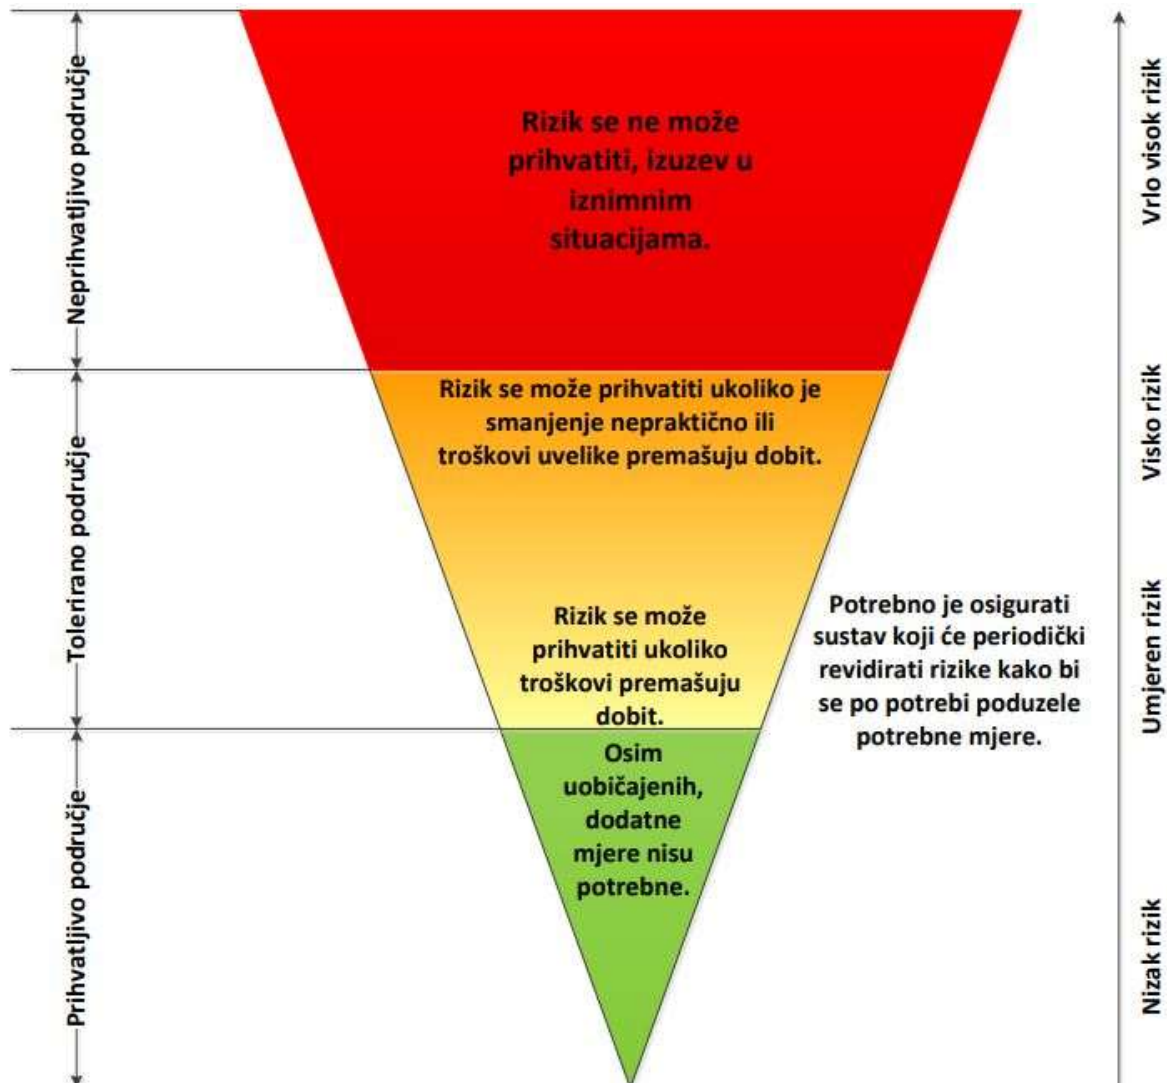 Neprihvatljivo područje
Rizik se ne može
prihvatiti, izuzev u
iznimnim
situacijama.
Vrlo visok rizik
Tolerirano područje
Rizik se može prihvatiti ukoliko je
smanjenje nepraktično ili
troškovi uvelike premašuju dobit.
Visko rizik
Rizik se može
prihvatiti ukoliko
troškovi premašuju
dobit.
Potrebno je osigurati
sustav koji će periodički
revidirati rizike kako bi
se po potrebi poduzele
potrebne mjere.
Umjeren rizik
Prihvatljivo područje
Osim
uobičajenih,
dodatne
mjere nisu
potrebne.
Nizak rizik